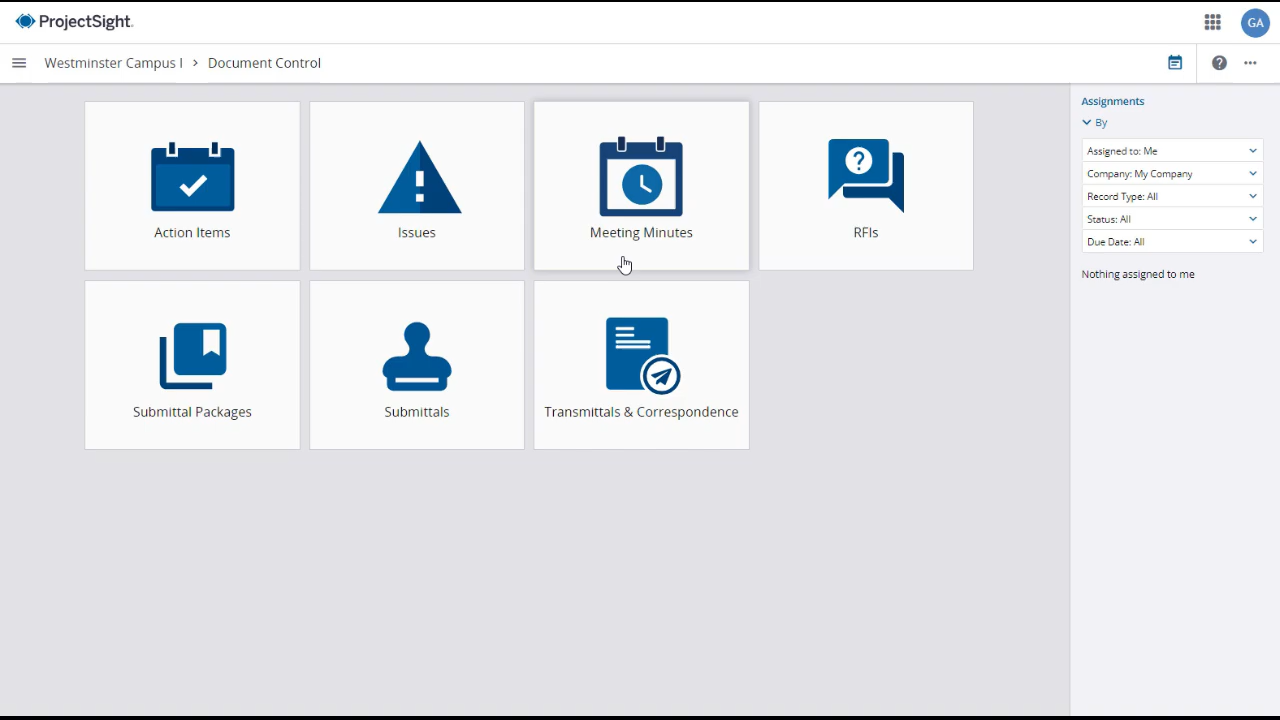 ProjectSight.
GA
Westminster Campus I > Document Control
Action Items
Issues
Meeting Minutes
RFIs
Submittal Packages
Submittals
Transmittals & Correspondence
Assignments
By
Assigned to: Me
Company: My Company
Record Type: All
Status: All
Due Date: All
Nothing assigned to me